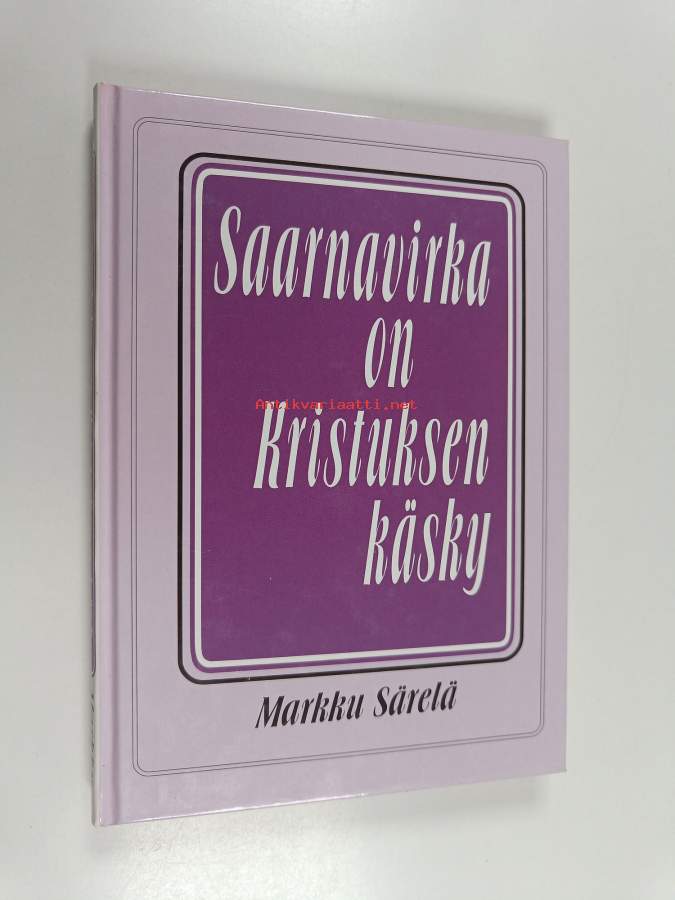 Saarnavirka
on
Antikvariaatti.net
Kristuksen
käsky
Markku Särelä